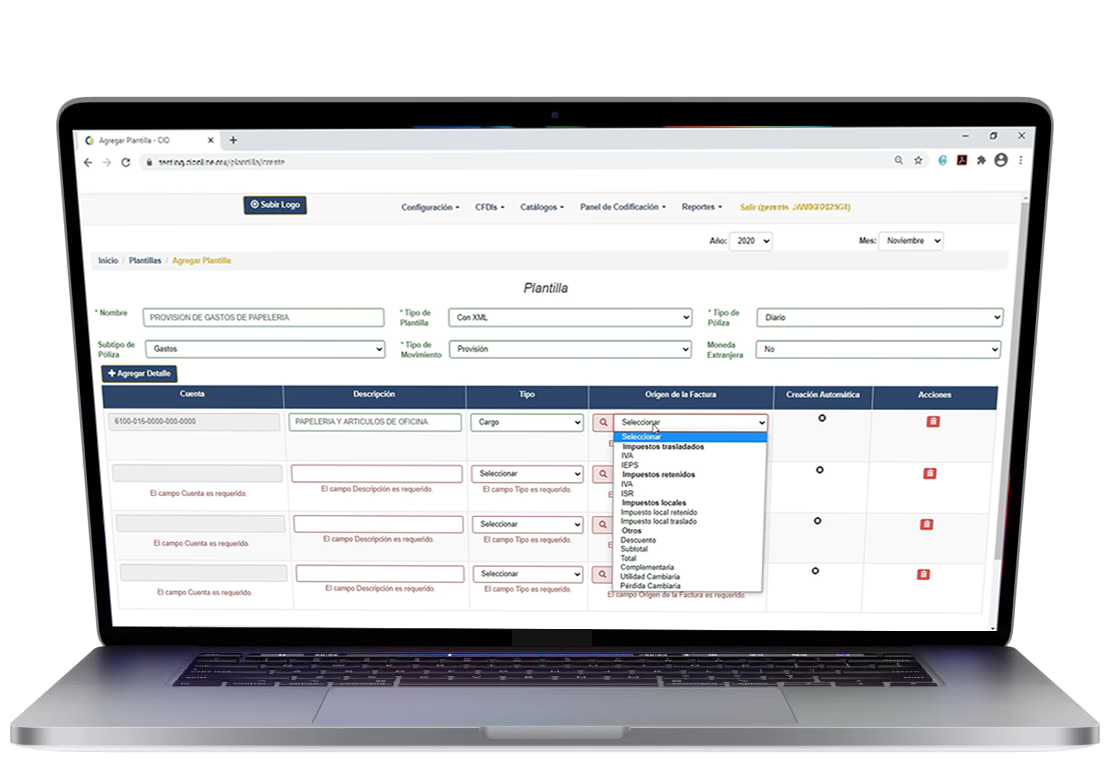 Agregar Plantilla - CIO
Subir Logo
Configuración CFDIs Catálogos Panel de Codificación Reportes Salir
Año: 2020 Mes: Noviembre
Inicio / Plantillas / Agregar Plantilla
Plantilla
* Nombre PROVISION DE GASTOS DE PAPELERIA * Tipo de Plantilla Con XML * Tipo de Póliza Diario
Subtipo de Póliza Gastos * Tipo de Movimiento Provisión Moneda Extranjera No
+ Agregar Detalle
Cuenta Descripción Tipo Origen de la Factura Creación Automática Acciones
6100-016-0000-000-0000 PAPELERIA Y ARTICULOS DE OFICINA Cargo Seleccionar
Seleccionar
Impuestos trasladados
IVA
IEPS
Impuestos retenidos
IVA
ISR
Impuestos locales
Impuesto local retenido
Impuesto local traslado
Otros
Descuento
Subtotal
Total
Complementaria
Utilidad Cambiaria
Pérdida Cambiaria
Seleccionar
El campo Cuenta es requerido. El campo Descripción es requerido. El campo Tipo es requerido.
Seleccionar
El campo Cuenta es requerido. El campo Descripción es requerido. El campo Tipo es requerido.
Seleccionar
El campo Cuenta es requerido. El campo Descripción es requerido. El campo Tipo es requerido. El campo Origen de la Factura es requerido.